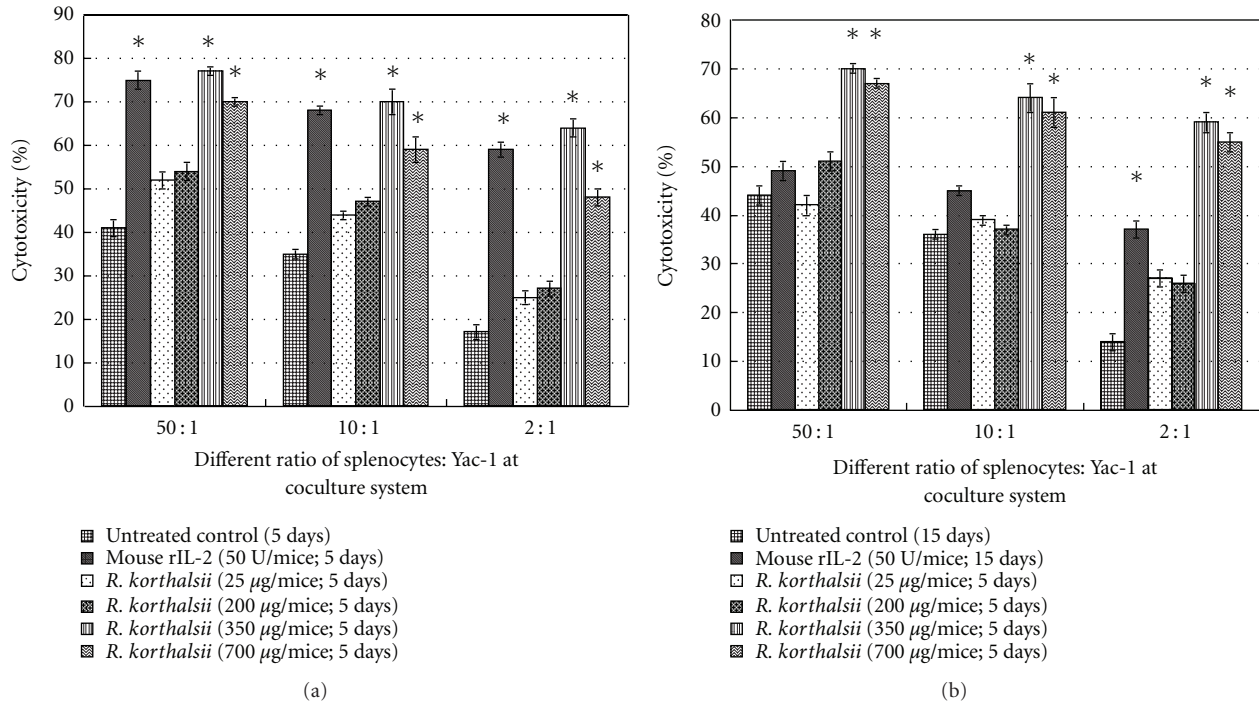 90
80
70
60
50
40
30
20
10
0
Cytotoxicity (%)
* * * * * * * * *
50 : 1 10 : 1 2 : 1
Different ratio of splenocytes: Yac-1 at
coculture system
Untreated control (5 days)
Mouse rIL-2 (50 U/mice; 5 days)
R. korthalsii (25 μg/mice; 5 days)
R. korthalsii (200 μg/mice; 5 days)
R. korthalsii (350 μg/mice; 5 days)
R. korthalsii (700 μg/mice; 5 days)
(a)
80
70
60
50
40
30
20
10
0
Cytotoxicity (%)
* * * * * * *
50 : 1 10 : 1 2 : 1
Different ratio of splenocytes: Yac-1 at
coculture system
Untreated control (15 days)
Mouse rIL-2 (50 U/mice; 15 days)
R. korthalsii (25 μg/mice; 5 days)
R. korthalsii (200 μg/mice; 5 days)
R. korthalsii (350 μg/mice; 5 days)
R. korthalsii (700 μg/mice; 5 days)
(b)